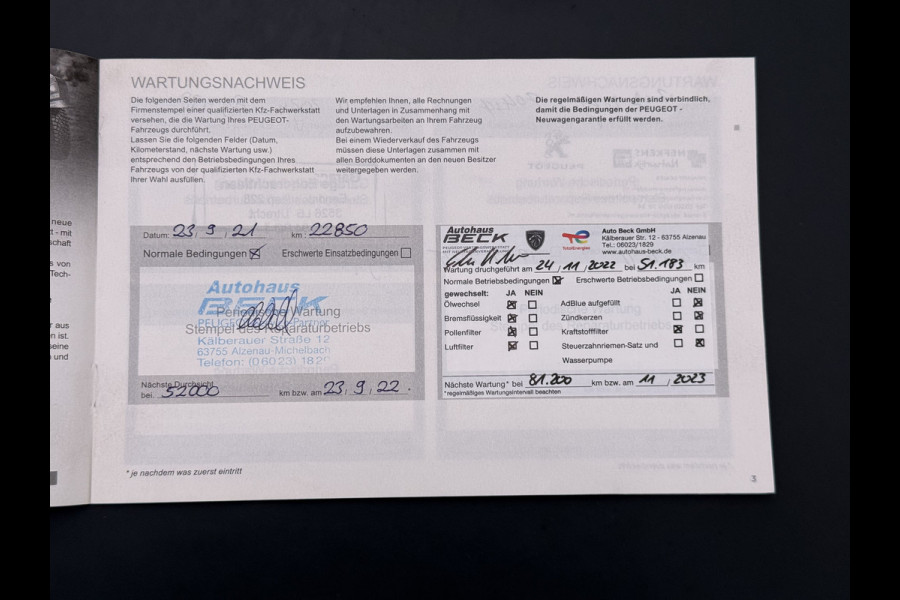 WARTUNGSNACHWEIS
Die folgenden Seiten werden mit dem
Firmenstempel einer qualifizierten Kfz-Fachwerkstatt
versehen, die die Wartung Ihres PEUGEOT-
Fahrzeugs durchführt.
Lassen Sie die folgenden Felder (Datum,
Kilometerstand, nächste Wartung usw.)
entsprechend den Betriebsbedingungen Ihres
Fahrzeugs von der qualifizierten Kfz-Fachwerkstatt
Ihrer Wahl ausfüllen.
Wir empfehlen Ihnen, alle Rechnungen
und Unterlagen in Zusammenhang mit
den Wartungsarbeiten an Ihrem Fahrzeug
aufzubewahren.
Bei einem Wiederverkauf des Fahrzeugs
müssen diese Unterlagen zusammen mit
allen Borddokumenten an den neuen Besitzer
weitergegeben werden.
Die regelmäßigen Wartungen sind verbindlich,
damit die Bedingungen der PEUGEOT -
Neuwagengarantie erfüllt werden.
Datum: 23, 9, 21 km: 22850
Normale Bedingungen Erschwerte Einsatzbedingungen
Autohaus
BECK
Periodische Wartung
PEUGEOT
Stempel des Reparaturbetriebs
Kälberauer Straße 12
63755 Alzenau-Michelbach
Telefon: (06023) 1829
Nächste Durchsicht
bei 52000 km bzw. am 23, 9, 22.
* je nachdem was zuerst eintritt
Autohaus
BECK
TotalEnergies
Auto Beck GmbH
Kälberauer Str. 12 - 63755 Alzenau
Tel.: 06023/1829
www.autohaus-beck.de
Wartung druchgeführt am 24 / 11 / 2022 bei 51.183 km
Normale Betriebsbedingungen Erschwerte Betriebsbedingungen
gewechselt: JA NEIN JA NEIN
Ölwechsel AdBlue aufgefüllt
Bremsflüssigkeit Zündkerzen
Pollenfilter Kraftstofffilter
Luftfilter Steuerzahnriemen-Satz und
Wasserpumpe
Nächste Wartung* bei 81.200 km bzw. am 11 / 2023
*regelmäßiges Wartungsintervall beachten
3